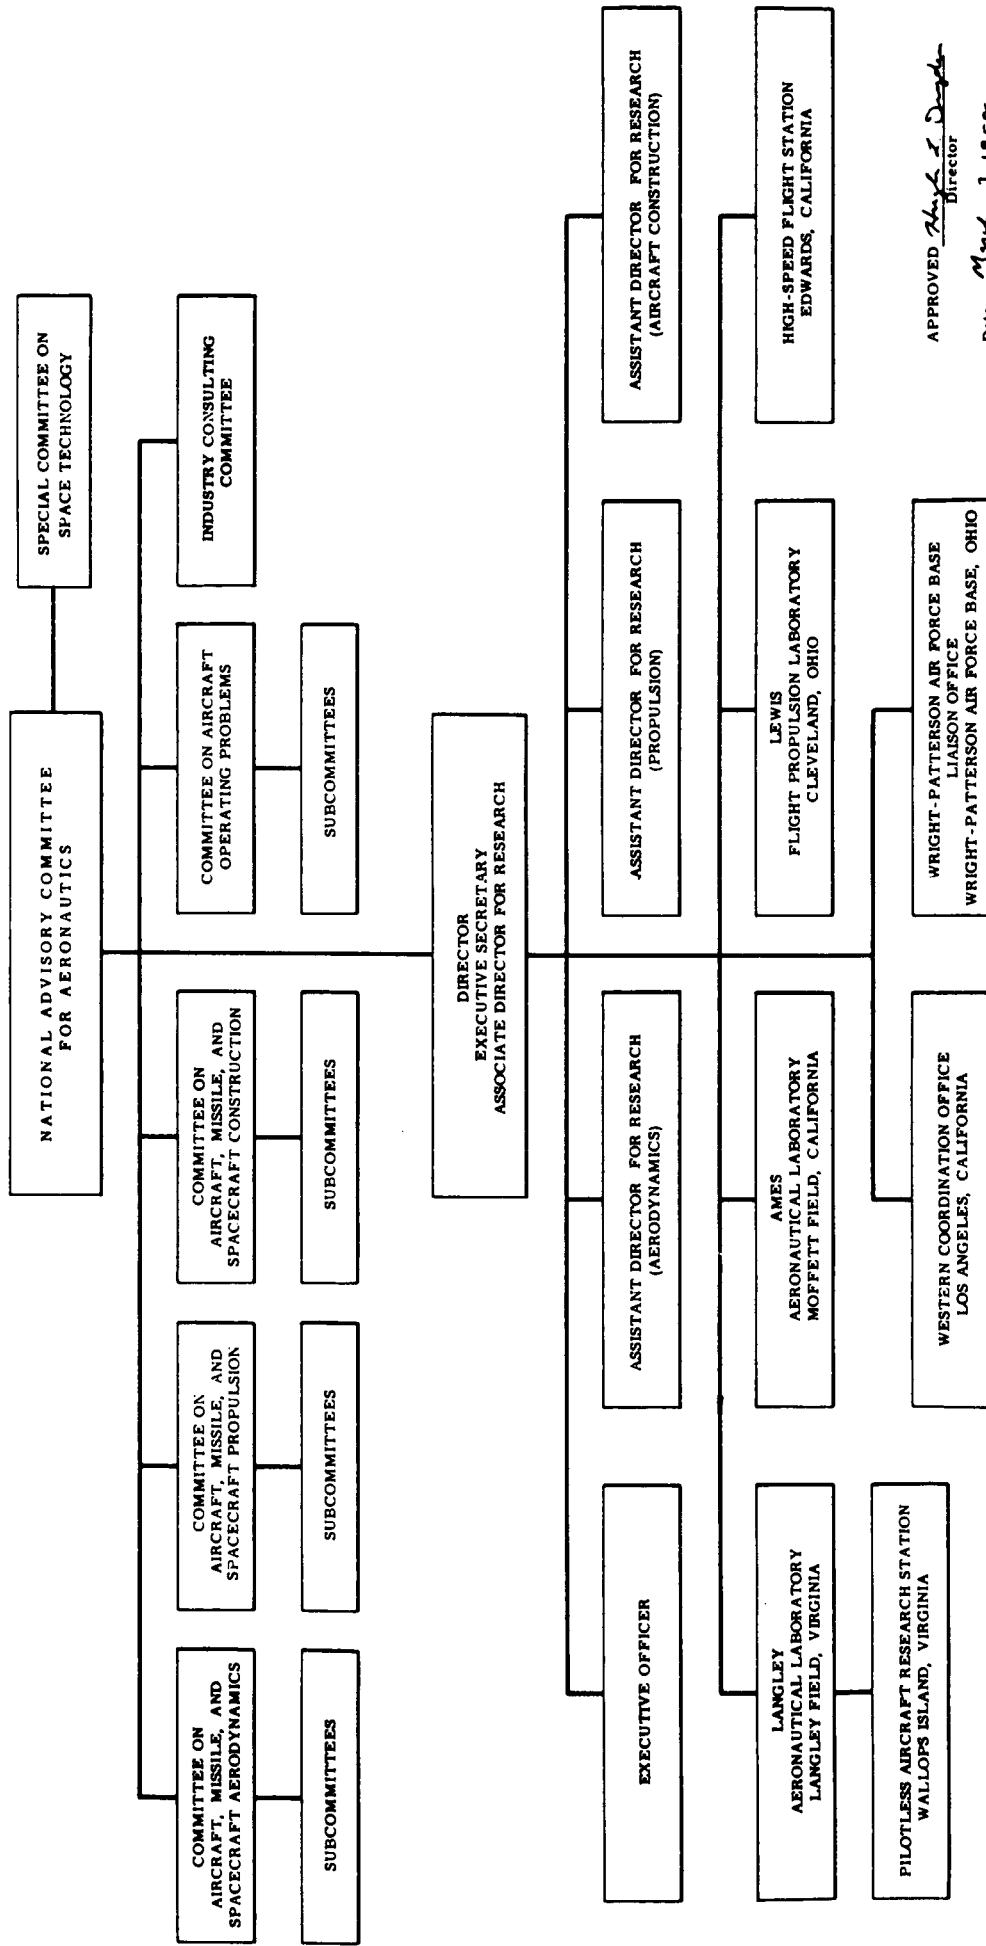 NATIONAL ADVISORY COMMITTEE
FOR AERONAUTICS
SPECIAL COMMITTEE ON
SPACE TECHNOLOGY
COMMITTEE ON
AIRCRAFT, MISSILE, AND
SPACECRAFT AERODYNAMICS
COMMITTEE ON
AIRCRAFT, MISSILE, AND
SPACECRAFT PROPULSION
COMMITTEE ON
AIRCRAFT, MISSILE, AND
SPACECRAFT CONSTRUCTION
COMMITTEE ON AIRCRAFT
OPERATING PROBLEMS
INDUSTRY CONSULTING
COMMITTEE
SUBCOMMITTEES
SUBCOMMITTEES
SUBCOMMITTEES
SUBCOMMITTEES
DIRECTOR
EXECUTIVE SECRETARY
ASSOCIATE DIRECTOR FOR RESEARCH
EXECUTIVE OFFICER
ASSISTANT DIRECTOR FOR RESEARCH
(AERODYNAMICS)
ASSISTANT DIRECTOR FOR RESEARCH
(PROPULSION)
ASSISTANT DIRECTOR FOR RESEARCH
(AIRCRAFT CONSTRUCTION)
LANGLEY
AERONAUTICAL LABORATORY
LANGLEY FIELD, VIRGINIA
AMES
AERONAUTICAL LABORATORY
MOFFETT FIELD, CALIFORNIA
LEWIS
FLIGHT PROPULSION LABORATORY
CLEVELAND, OHIO
HIGH-SPEED FLIGHT STATION
EDWARDS, CALIFORNIA
PILOTLESS AIRCRAFT RESEARCH STATION
WALLOPS ISLAND, VIRGINIA
WESTERN COORDINATION OFFICE
LOS ANGELES, CALIFORNIA
WRIGHT-PATTERSON AIR FORCE BASE
LIAISON OFFICE
WRIGHT-PATTERSON AIR FORCE BASE, OHIO
APPROVED Hugh L Dryden
Director